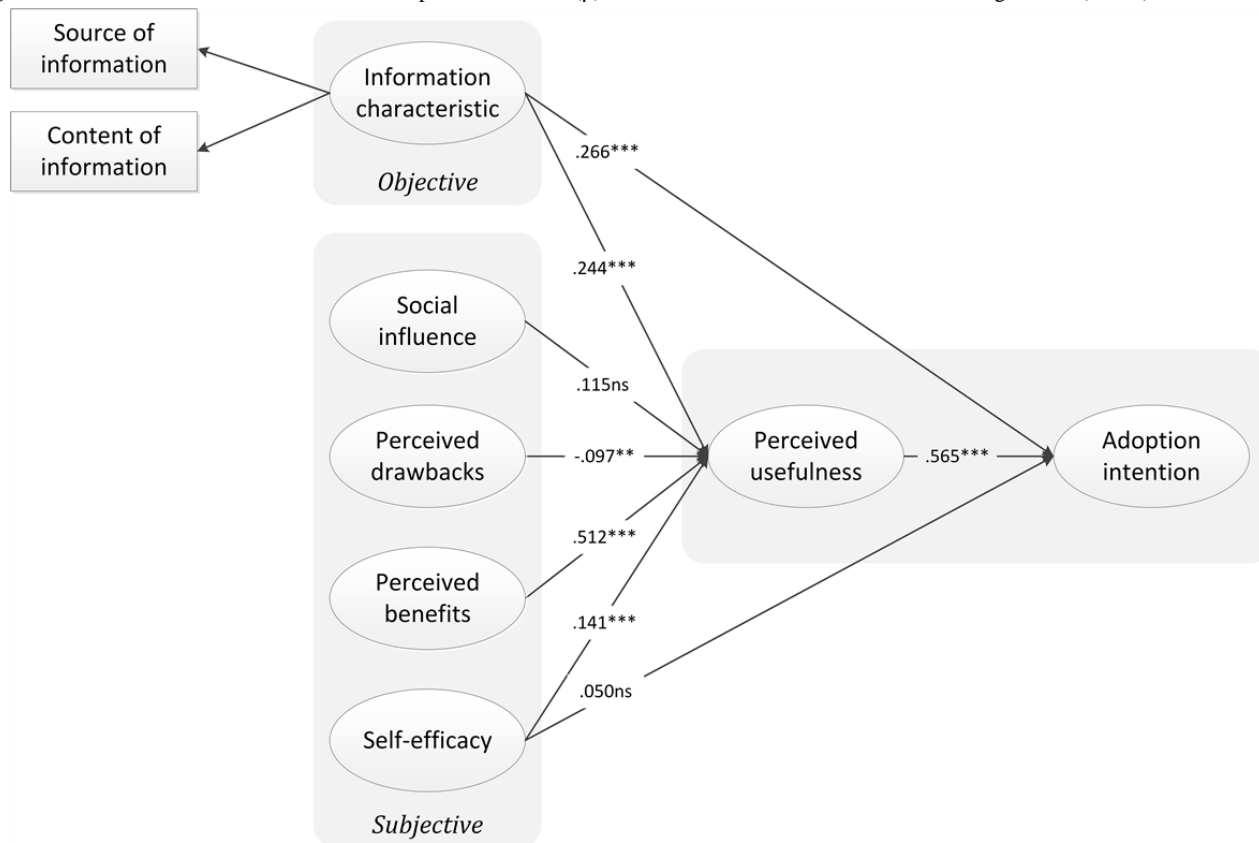 Source of
information
Content of
information
Information
characteristic
Objective
.266***
.244***
Social
influence
.115ns
Perceived
drawbacks
-.097**
Perceived
usefulness
.565***
Adoption
intention
.512***
Perceived
benefits
.141***
.050ns
Self-efficacy
Subjective